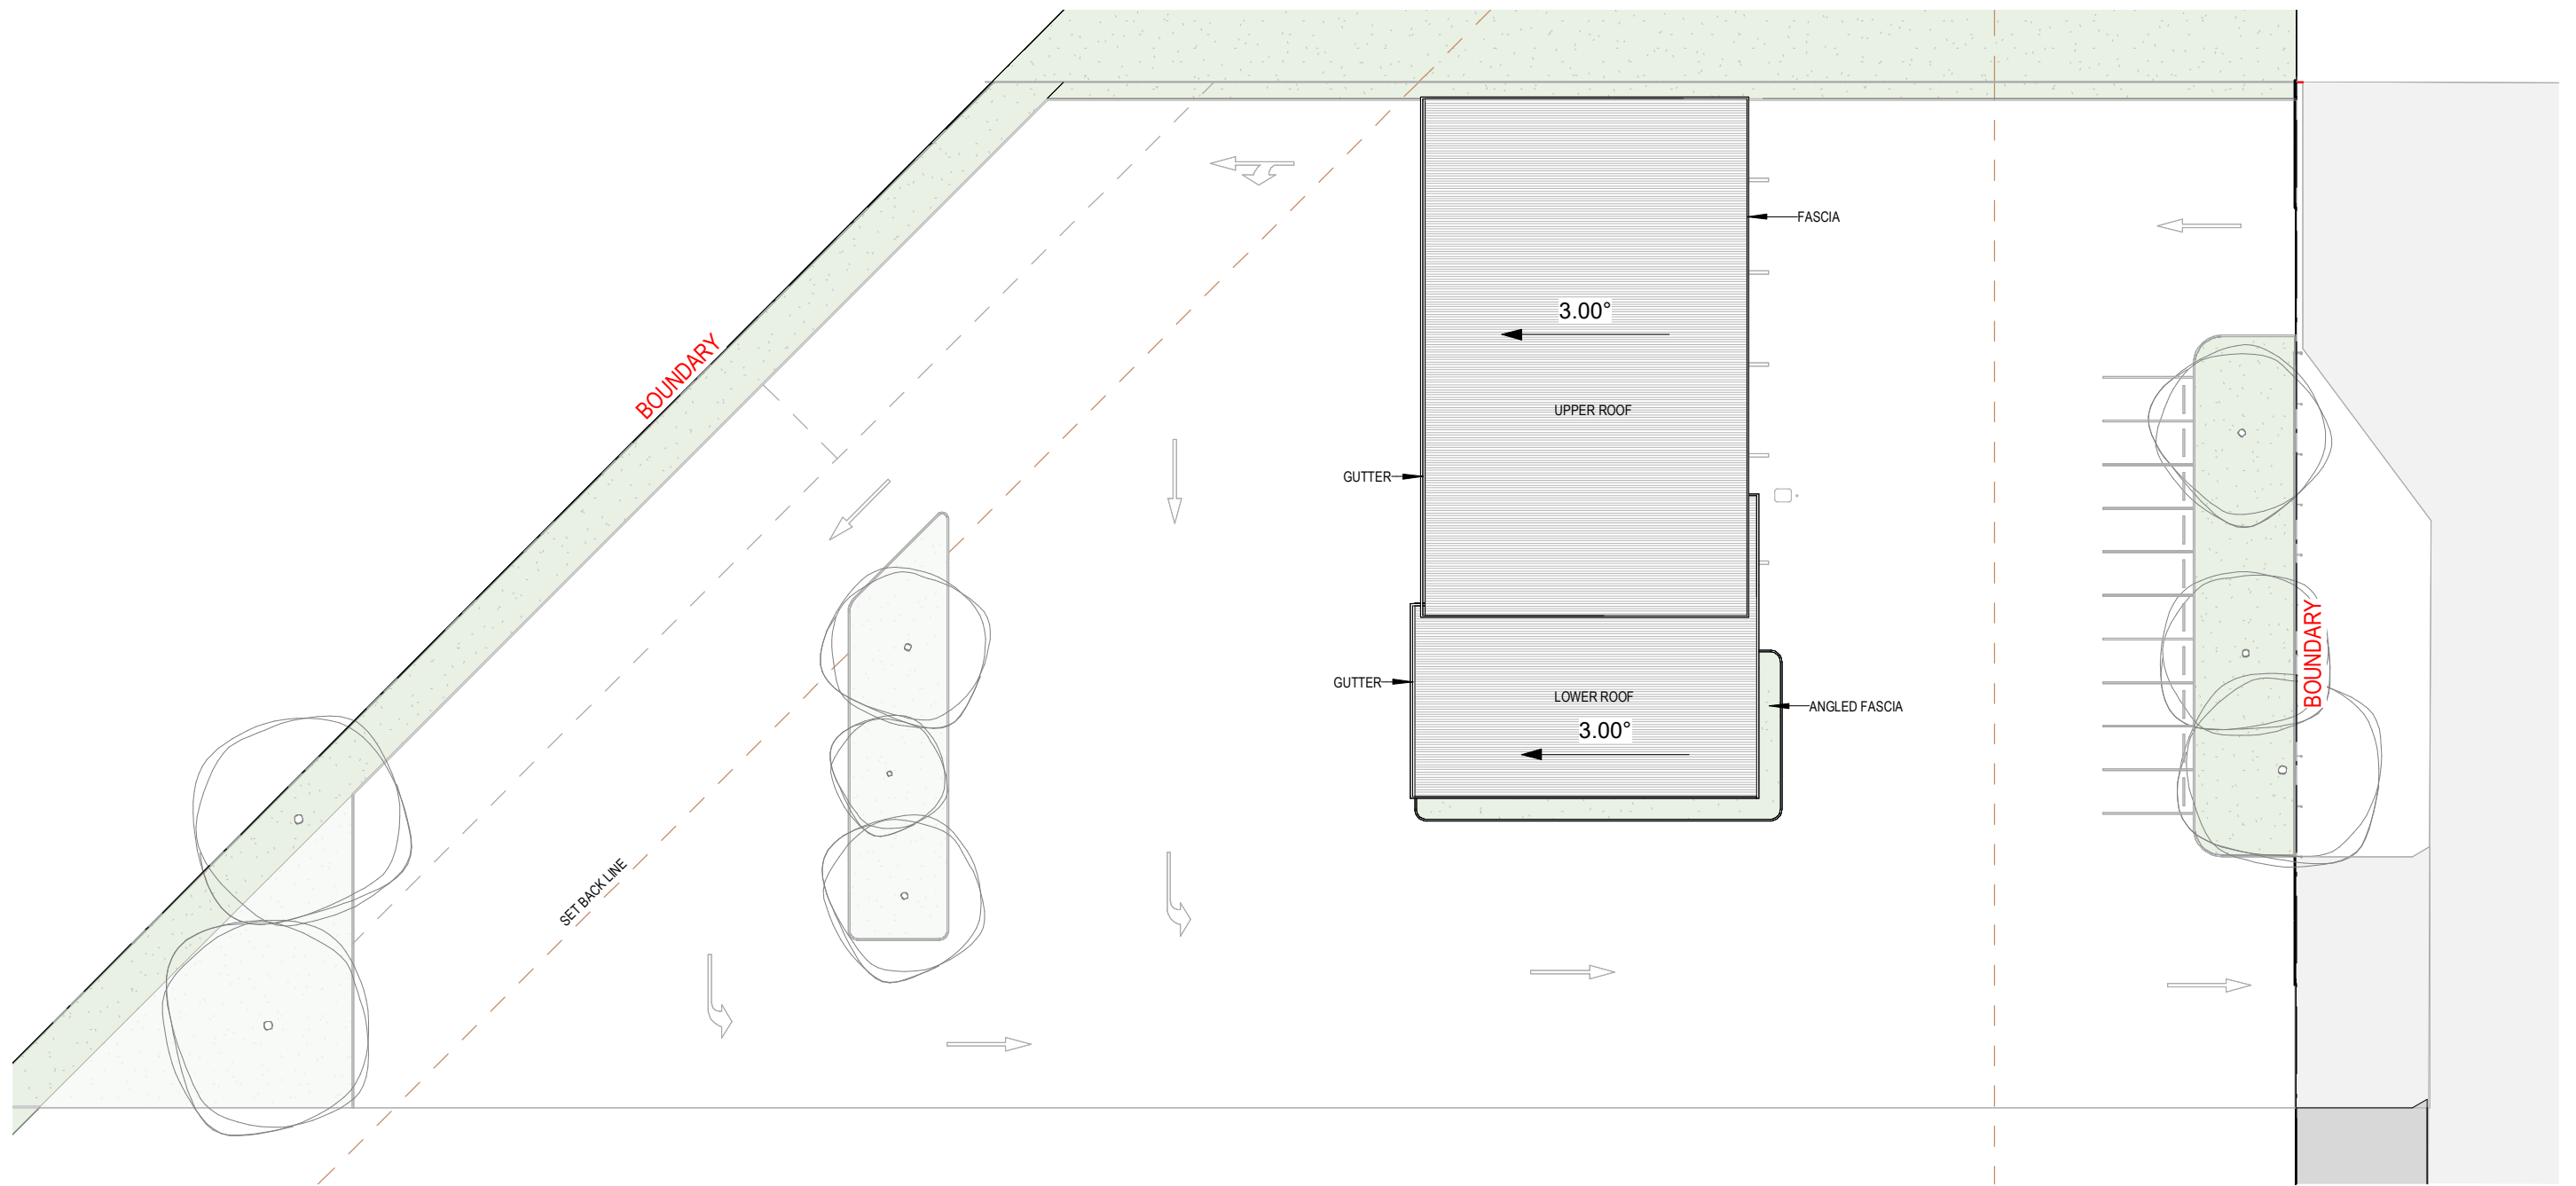 FASCIA
3.00°
BOUNDARY
UPPER ROOF
GUTTER
BOUNDARY
GUTTER
LOWER ROOF
ANGLED FASCIA
3.00°
SET BACK LINE